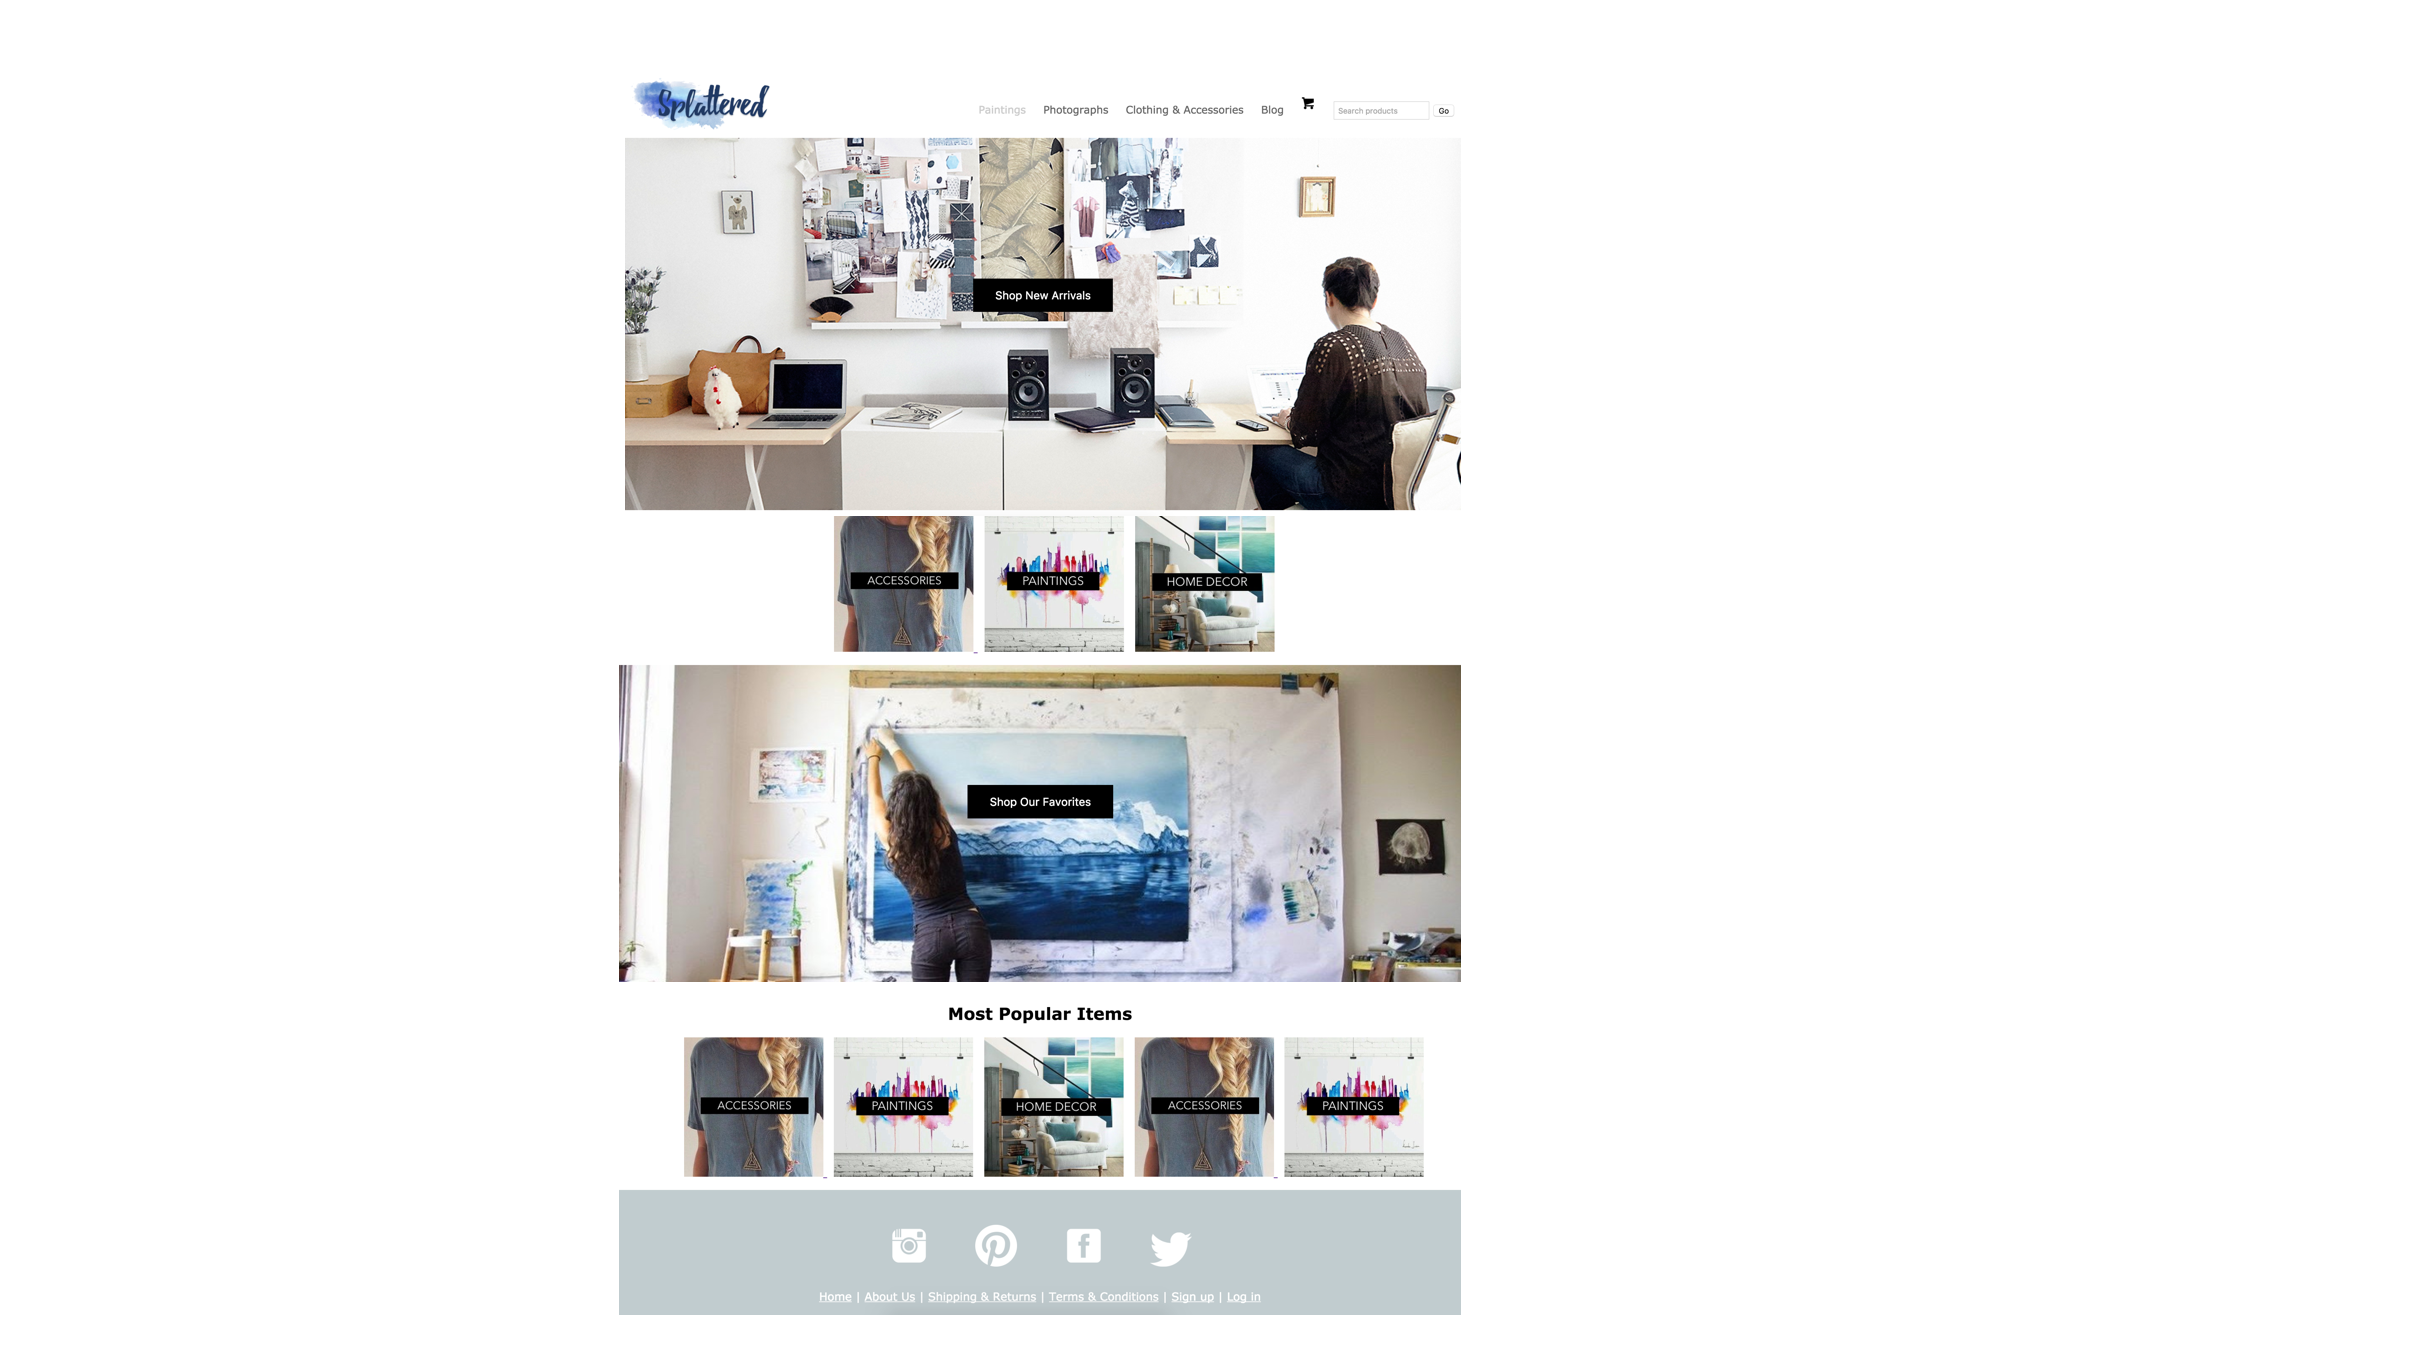 Splattered
Paintings Photographs Clothing & Accessories Blog Search products Go
Shop New Arrivals
ACCESSORIES PAINTINGS HOME DECOR
Shop Our Favorites
Most Popular Items
ACCESSORIES PAINTINGS HOME DECOR ACCESSORIES PAINTINGS
Home | About Us | Shipping & Returns | Terms & Conditions | Sign up | Log in